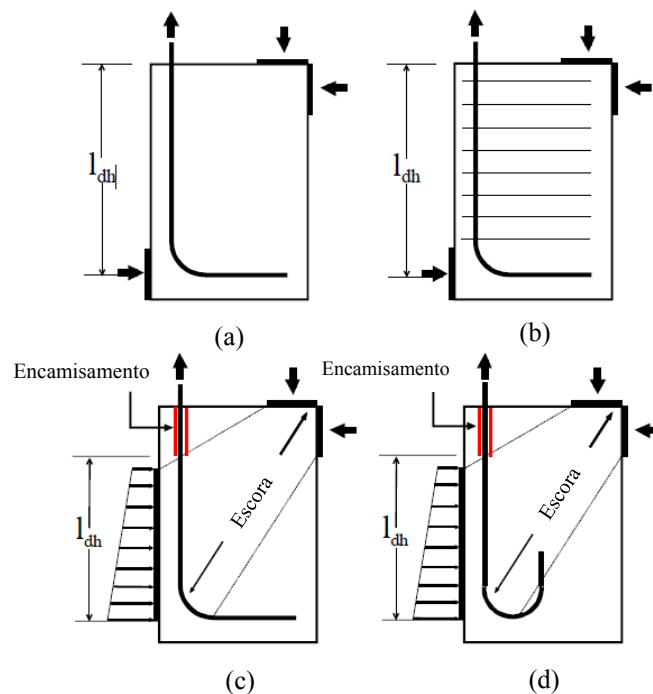 l_dh
l_dh
(a)
(b)
Encamisamento
Encamisamento
l_dh
Escora
l_dh
Escora
(c)
(d)